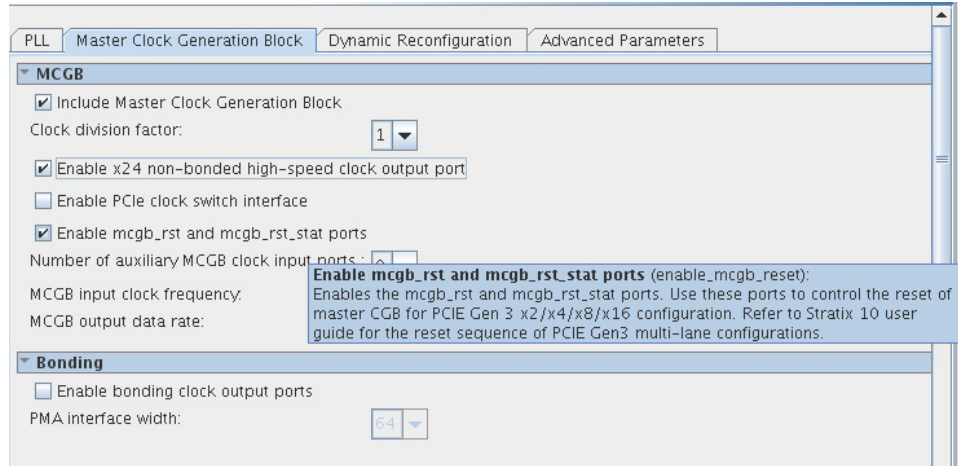 PLL Master Clock Generation Block Dynamic Reconfiguration Advanced Parameters
MCGB
Include Master Clock Generation Block
Clock division factor: 1
Enable x24 non-bonded high-speed clock output port
Enable PCIe clock switch interface
Enable mcgb_rst and mcgb_rst_stat ports
Number of auxiliary MCGB clock input ports :
Enable mcgb_rst and mcgb_rst_stat ports (enable_mcgb_reset):
Enables the mcgb_rst and mcgb_rst_stat ports. Use these ports to control the reset of
master CGB for PCIE Gen 3 x2/x4/x8/x16 configuration. Refer to Stratix 10 user
guide for the reset sequence of PCIE Gen3 multi-lane configurations.
MCGB input clock frequency:
MCGB output data rate:
Bonding
Enable bonding clock output ports
PMA interface width: 64